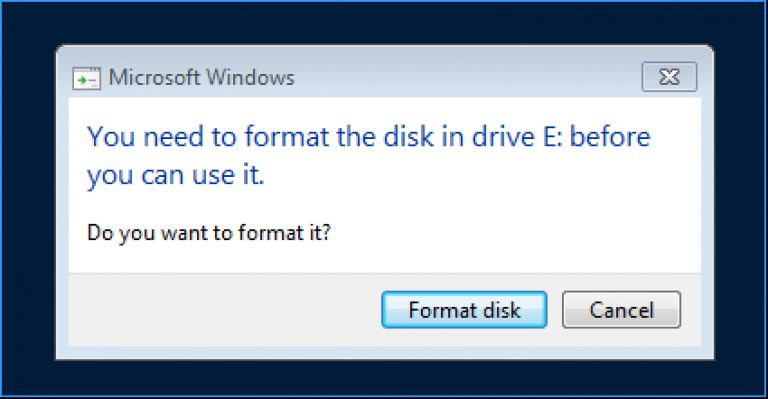 Microsoft Windows
You need to format the disk in drive E: before
you can use it.
Do you want to format it?
Format disk
Cancel